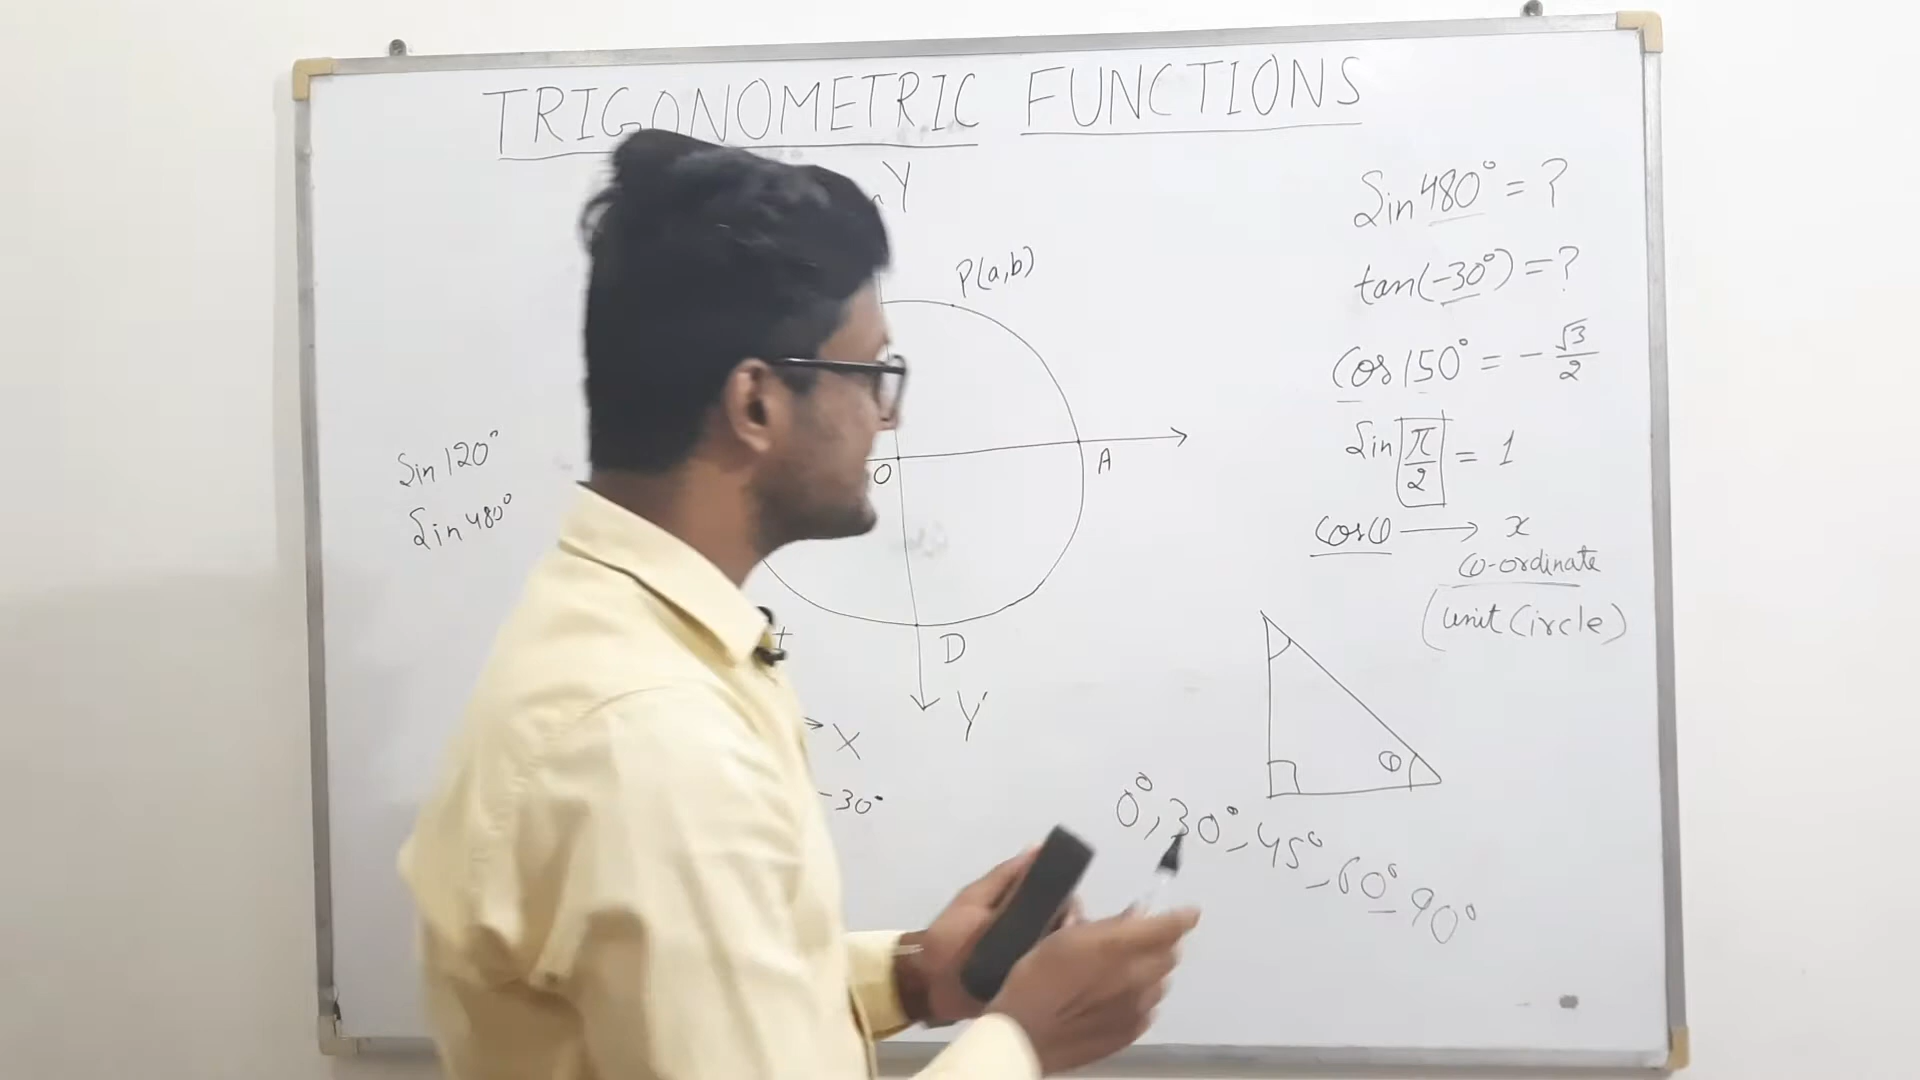 TRIGONOMETRIC FUNCTIONS
Y
P(a,b)
O
A
D
Y
X
-30°
Sin 120°
Sin 480°
Sin 480° = ?
tan(-30°) = ?
Cos 150° = - √3/2
Sin π/2 = 1
cosφ → x
co-ordinate
(unit Circle)
φ
0°, 30°, 45°, 60° 90°